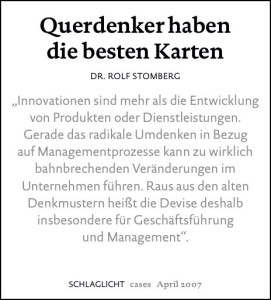 Querdenker haben
die besten Karten
DR. ROLF STOMBERG
„Innovationen sind mehr als die Entwicklung
von Produkten oder Dienstleistungen.
Gerade das radikale Umdenken in Bezug
auf Managementprozesse kann zu wirklich
bahnbrechenden Veränderungen im
Unternehmen führen. Raus aus den alten
Denkmustern heißt die Devise deshalb
insbesondere für Geschäftsführung
und Management“.
SCHLAGLICHT cases April 2007